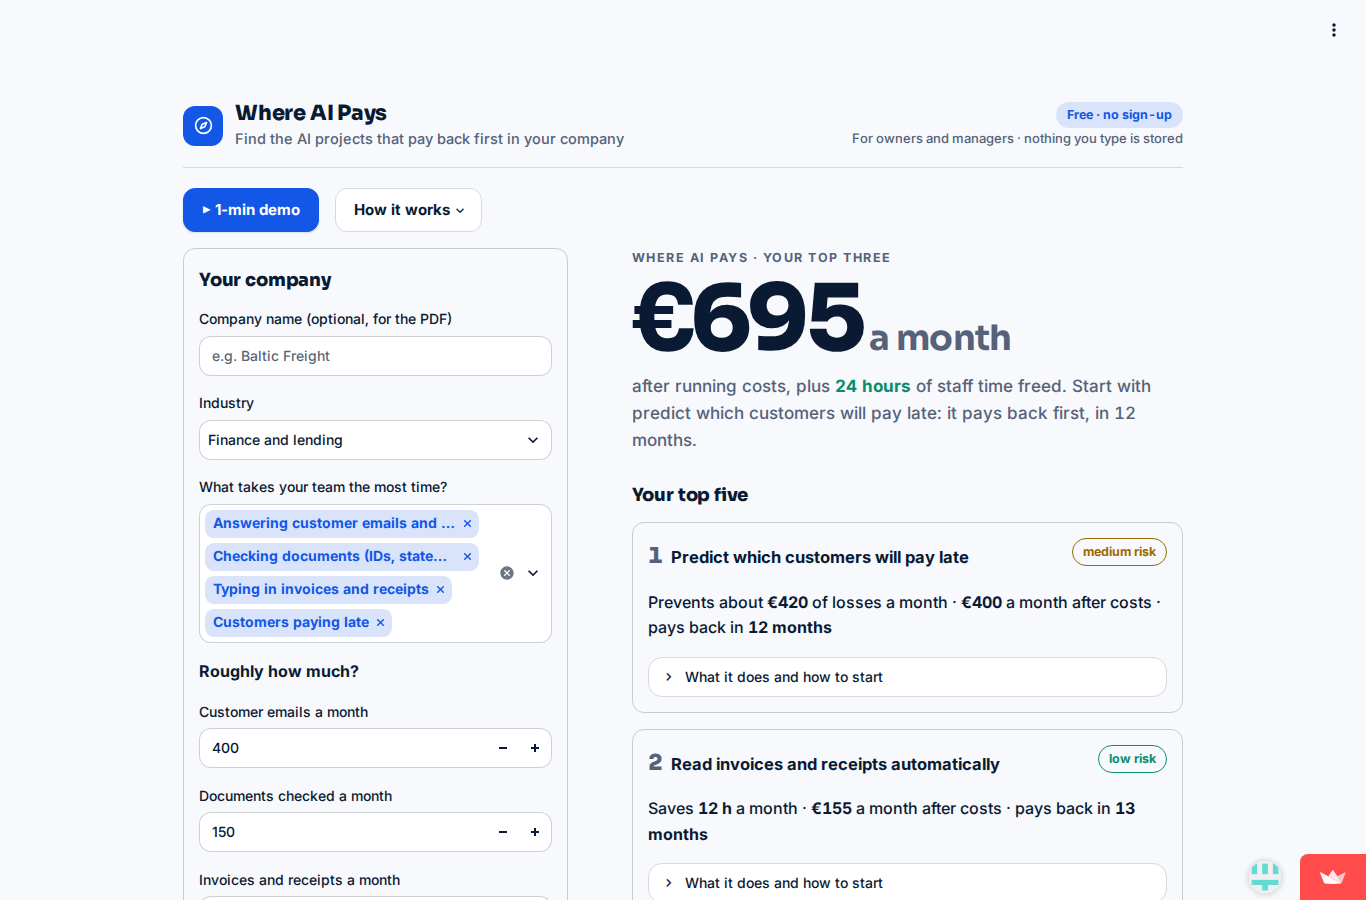 Where AI Pays
Find the AI projects that pay back first in your company
Free · no sign-up
For owners and managers · nothing you type is stored
▸ 1-min demo
How it works
Your company
Company name (optional, for the PDF)
e.g. Baltic Freight
Industry
Finance and lending
What takes your team the most time?
Answering customer emails and ...
Checking documents (IDs, state...
Typing in invoices and receipts
Customers paying late
Roughly how much?
Customer emails a month
400
Documents checked a month
150
Invoices and receipts a month
WHERE AI PAYS · YOUR TOP THREE
€695 a month
after running costs, plus 24 hours of staff time freed. Start with
predict which customers will pay late: it pays back first, in 12
months.
Your top five
1 Predict which customers will pay late
medium risk
Prevents about €420 of losses a month · €400 a month after costs ·
pays back in 12 months
What it does and how to start
2 Read invoices and receipts automatically
low risk
Saves 12 h a month · €155 a month after costs · pays back in 13
months
What it does and how to start